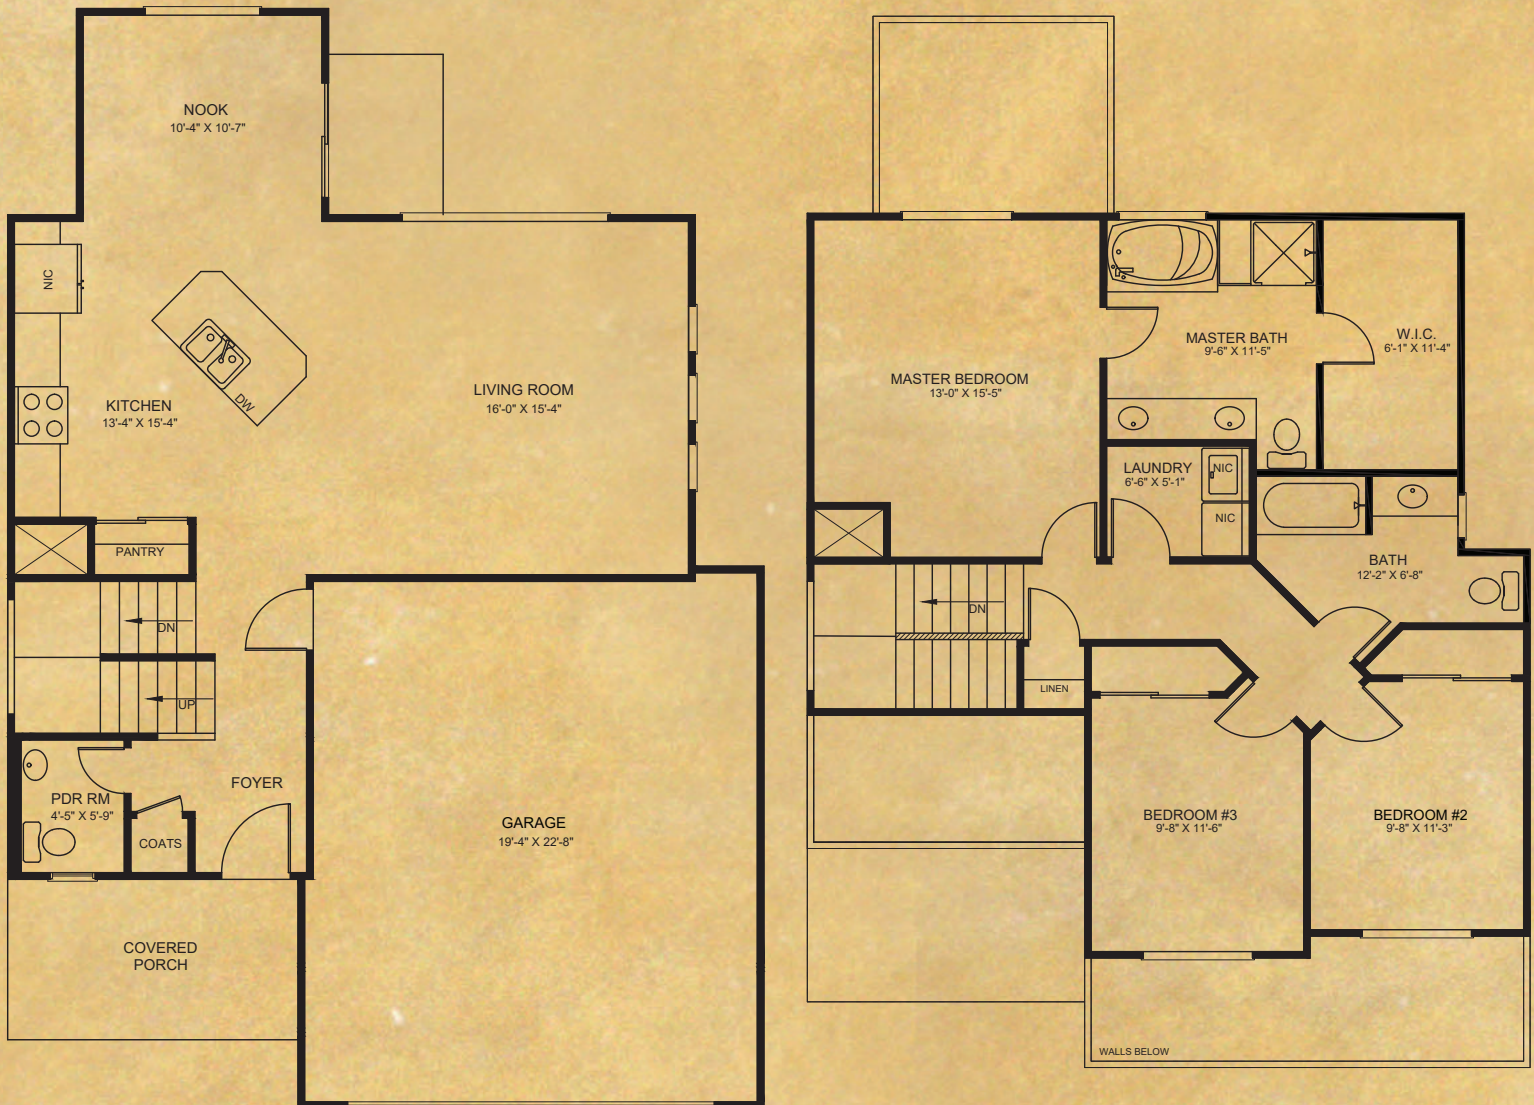 NOOK
10'-4" X 10'-7"
NIC
KITCHEN
13'-4" X 15'-4"
DW
LIVING ROOM
16'-0" X 15'-4"
PANTRY
DN
UP
PDR RM
4'-5" X 5'-9"
FOYER
COATS
GARAGE
19'-4" X 22'-8"
COVERED
PORCH
MASTER BEDROOM
13'-0" X 15'-5"
MASTER BATH
9'-6" X 11'-5"
W.I.C.
6'-1" X 11'-4"
LAUNDRY
6'-6" X 5'-1"
NIC
NIC
BATH
12'-2" X 6'-8"
DN
LINEN
BEDROOM #3
9'-8" X 11'-6"
BEDROOM #2
9'-8" X 11'-3"
WALLS BELOW